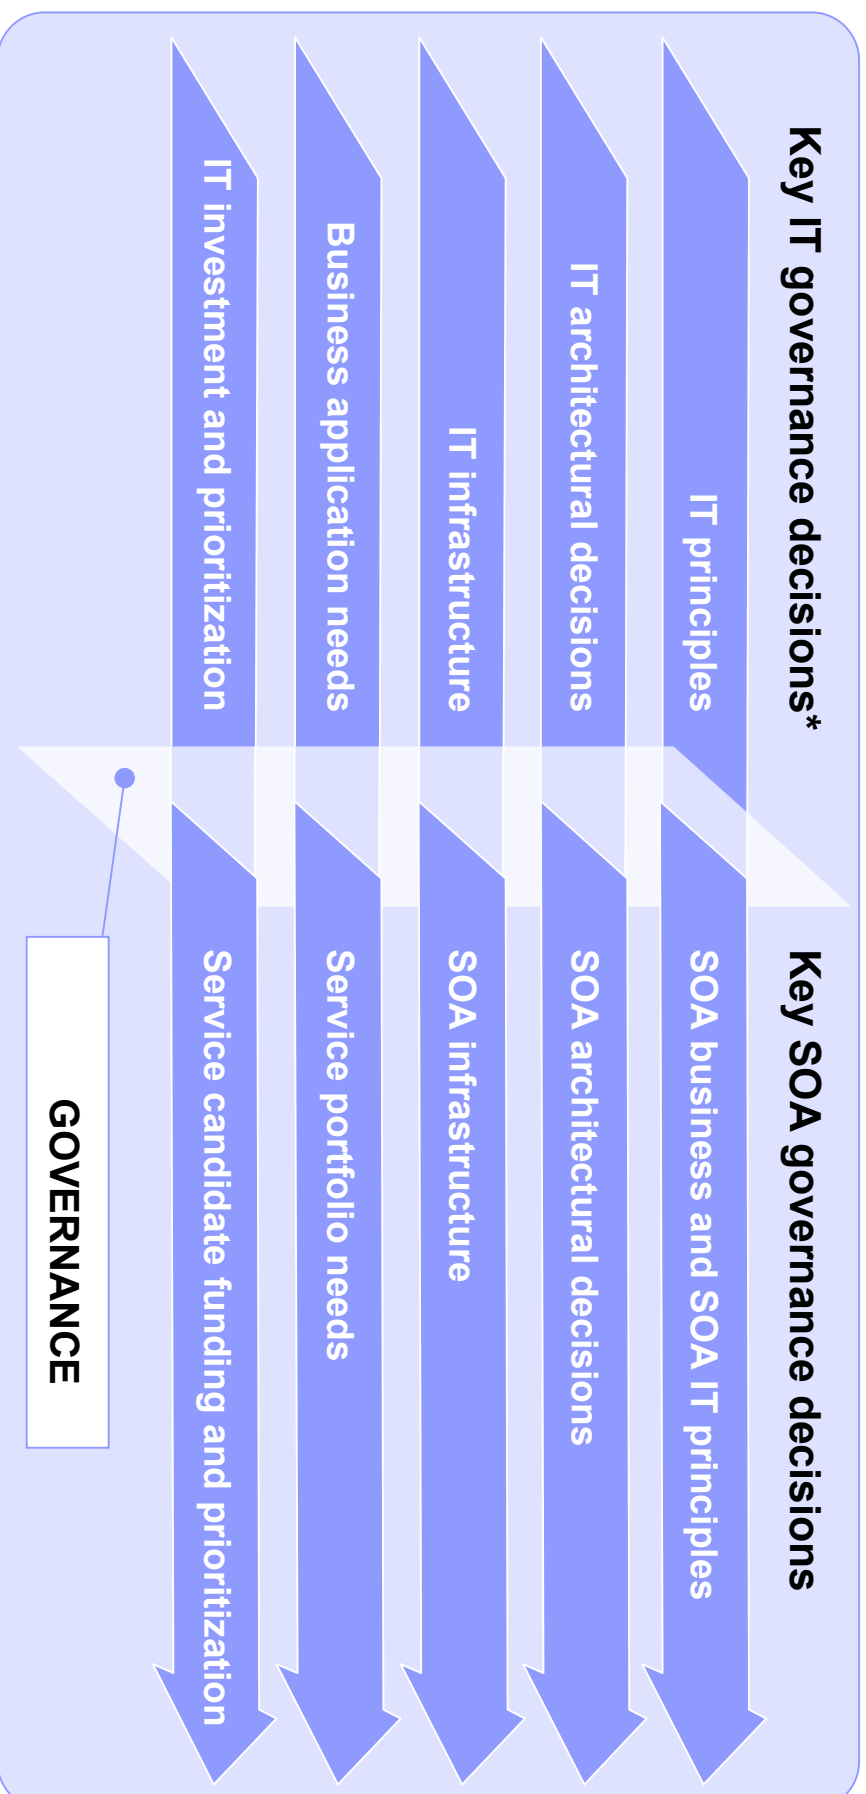 Key IT governance decisions*
Key SOA governance decisions
IT principles
SOA business and SOA IT principles
IT architectural decisions
SOA architectural decisions
IT infrastructure
SOA infrastructure
Business application needs
Service portfolio needs
IT investment and prioritization
Service candidate funding and prioritization
GOVERNANCE